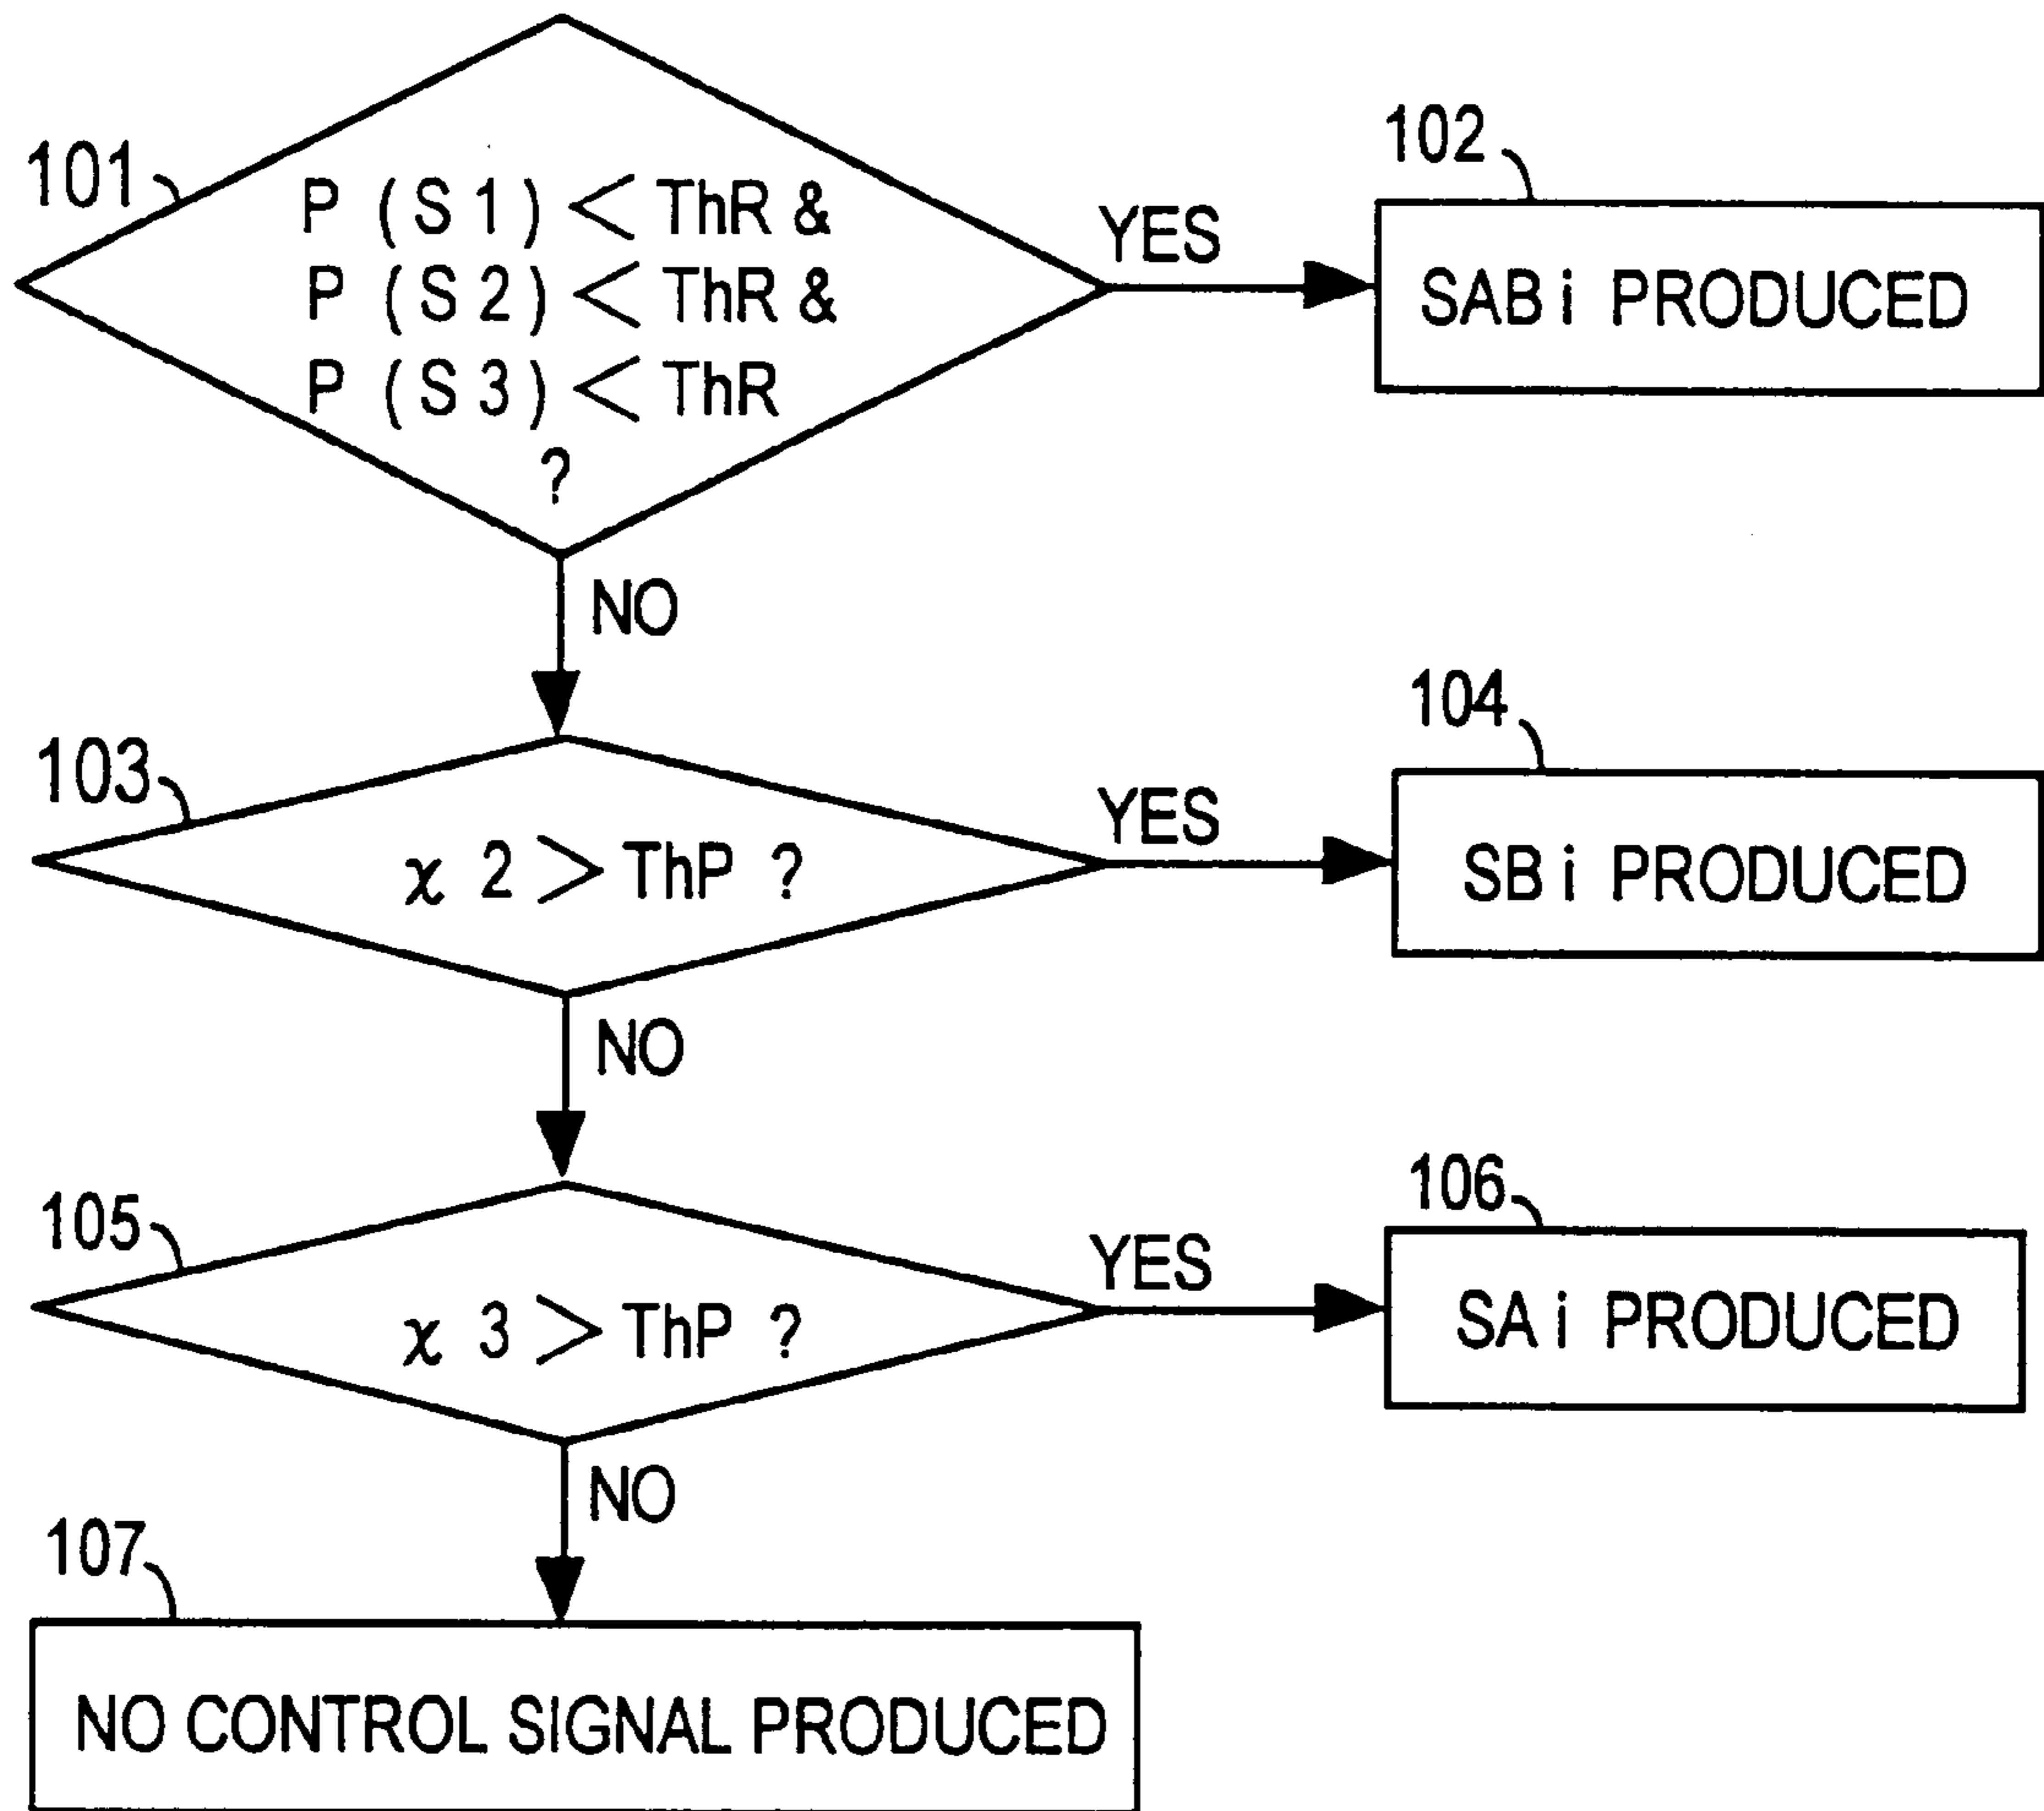 101
P (S 1) < ThR &
P (S 2) < ThR &
P (S 3) < ThR
?
YES
102
SAB i PRODUCED
NO
103
χ 2 > ThP ?
YES
104
SB i PRODUCED
NO
105
χ 3 > ThP ?
YES
106
SA i PRODUCED
NO
107
NO CONTROL SIGNAL PRODUCED